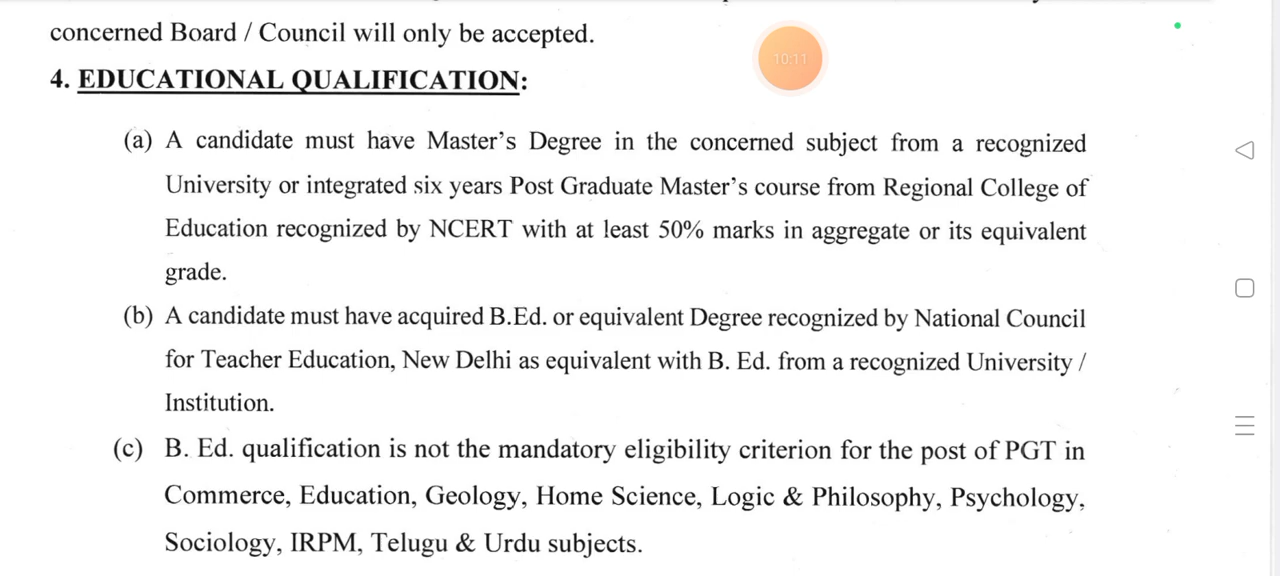 concerned Board / Council will only be accepted.
10:11
4. EDUCATIONAL QUALIFICATION:
(a) A candidate must have Master's Degree in the concerned subject from a recognized
University or integrated six years Post Graduate Master's course from Regional College of
Education recognized by NCERT with at least 50% marks in aggregate or its equivalent
grade.
(b) A candidate must have acquired B.Ed. or equivalent Degree recognized by National Council
for Teacher Education, New Delhi as equivalent with B. Ed. from a recognized University /
Institution.
(c) B. Ed. qualification is not the mandatory eligibility criterion for the post of PGT in
Commerce, Education, Geology, Home Science, Logic & Philosophy, Psychology,
Sociology, IRPM, Telugu & Urdu subjects.